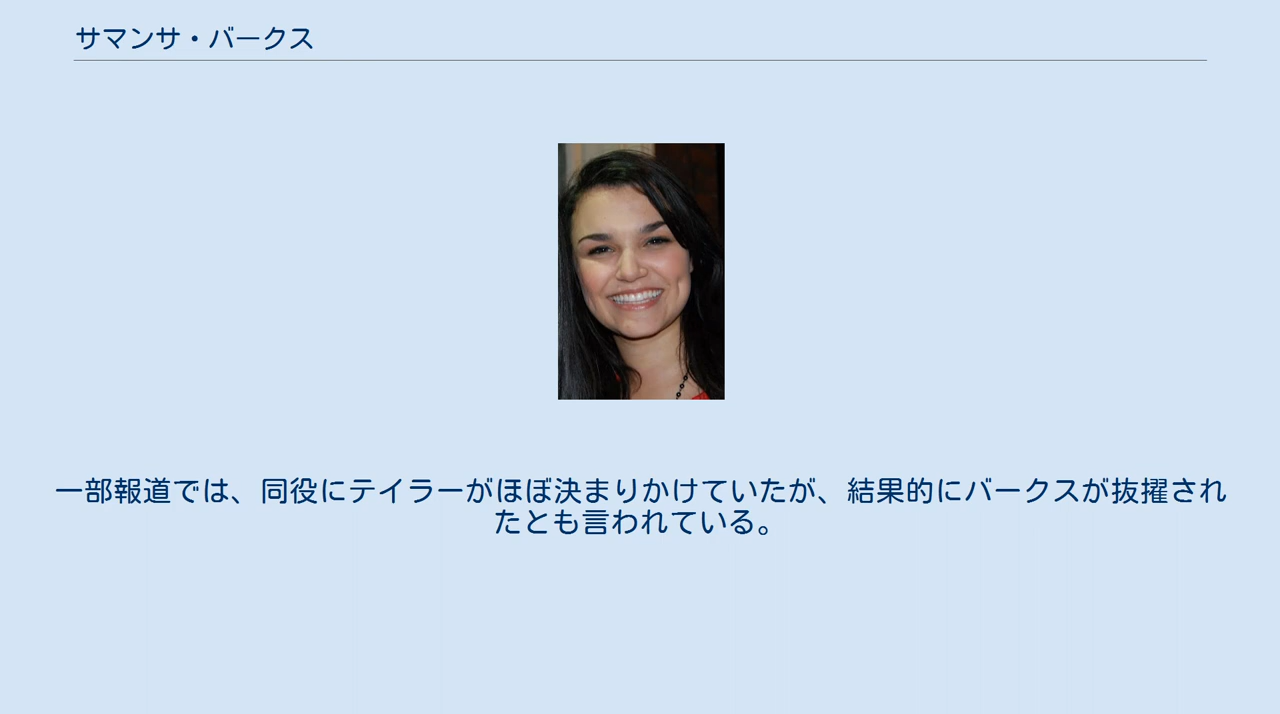 サマンサ・バークス
一部報道では、同役にテイラーがほぼ決まりかけていたが、結果的にバークスが抜擢され
たとも言われている。